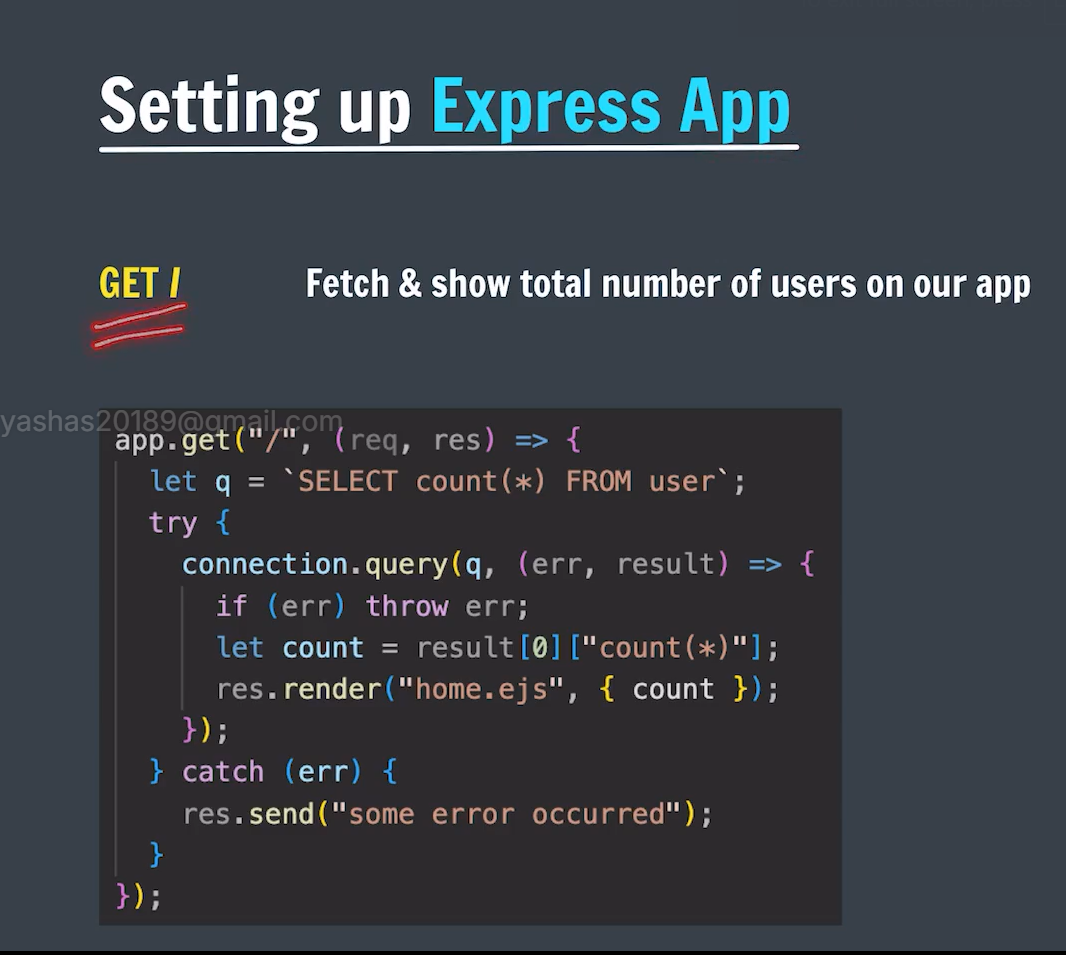 Setting up Express App
GET /
Fetch & show total number of users on our app
yashas20189@gmail.com
app.get("/", (req, res) => {
  let q = `SELECT count(*) FROM user`;
  try {
    connection.query(q, (err, result) => {
      if (err) throw err;
      let count = result[0]["count(*)"];
      res.render("home.ejs", { count });
    });
  } catch (err) {
    res.send("some error occurred");
  }
});